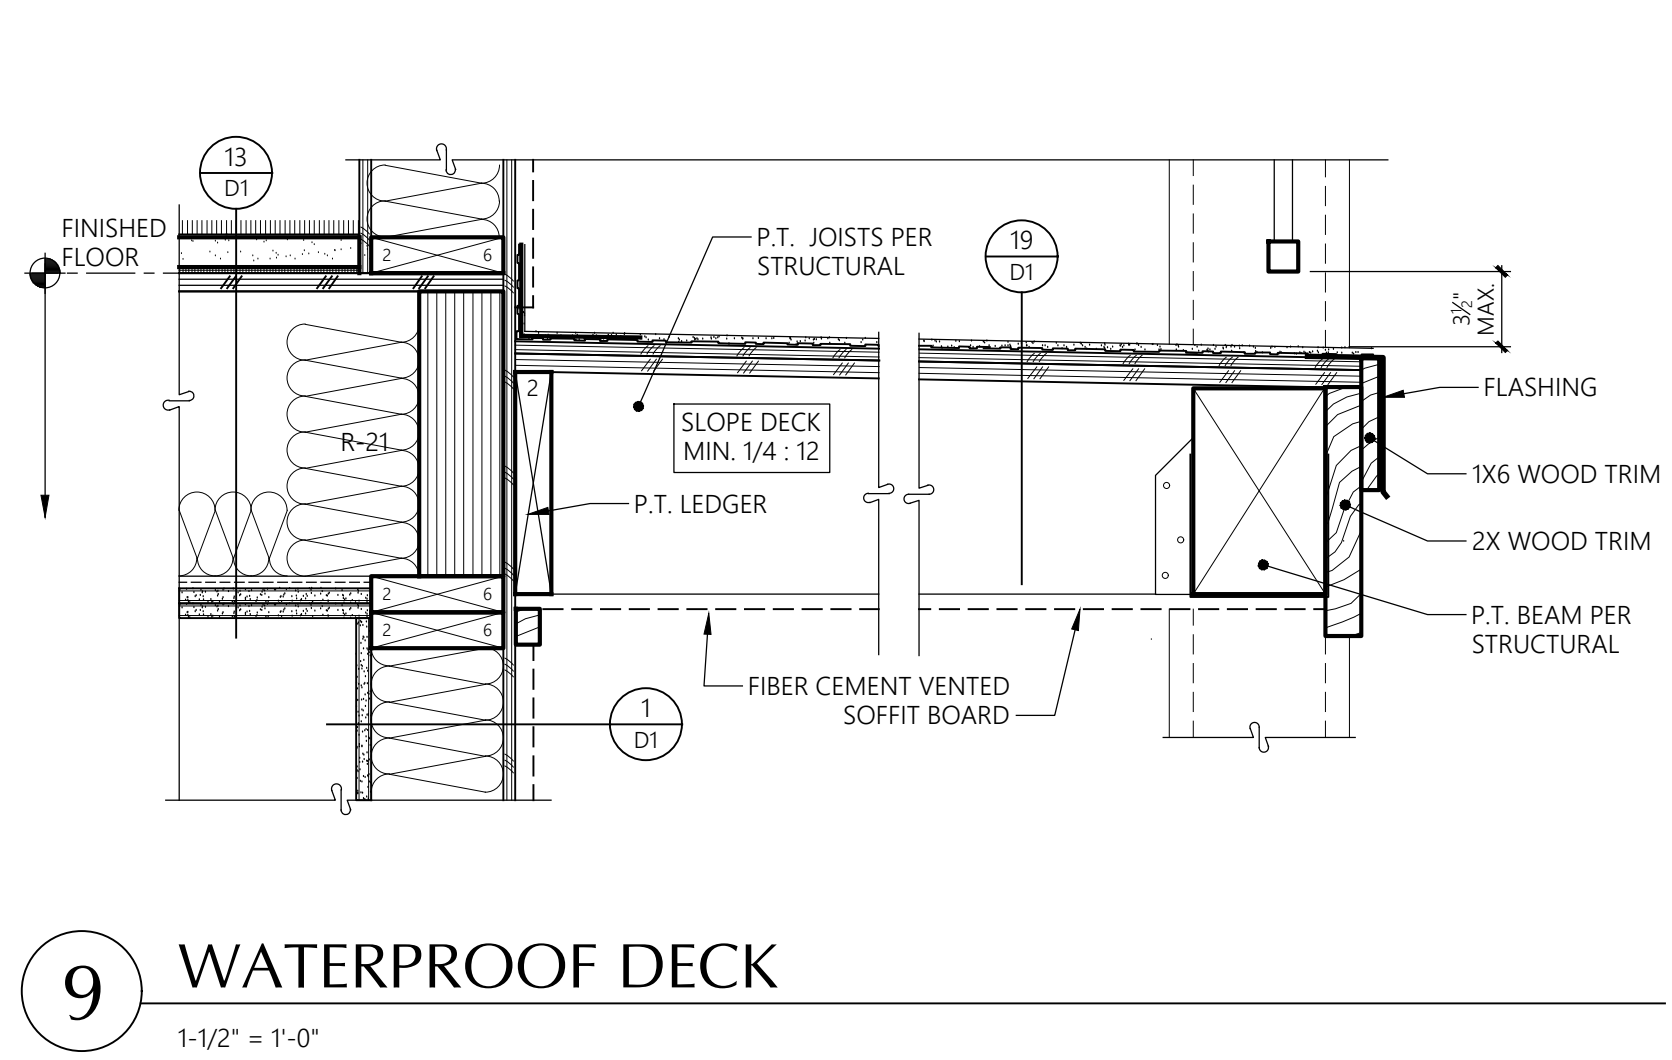 13
D1
FINISHED
FLOOR
2 6
P.T. JOISTS PER
STRUCTURAL
19
D1
3½"
MAX.
2
FLASHING
SLOPE DECK
MIN. 1/4 : 12
R-21
1X6 WOOD TRIM
P.T. LEDGER
2X WOOD TRIM
2 6
2 6
P.T. BEAM PER
STRUCTURAL
FIBER CEMENT VENTED
SOFFIT BOARD
1
D1
9
WATERPROOF DECK
1-1/2" = 1'-0"